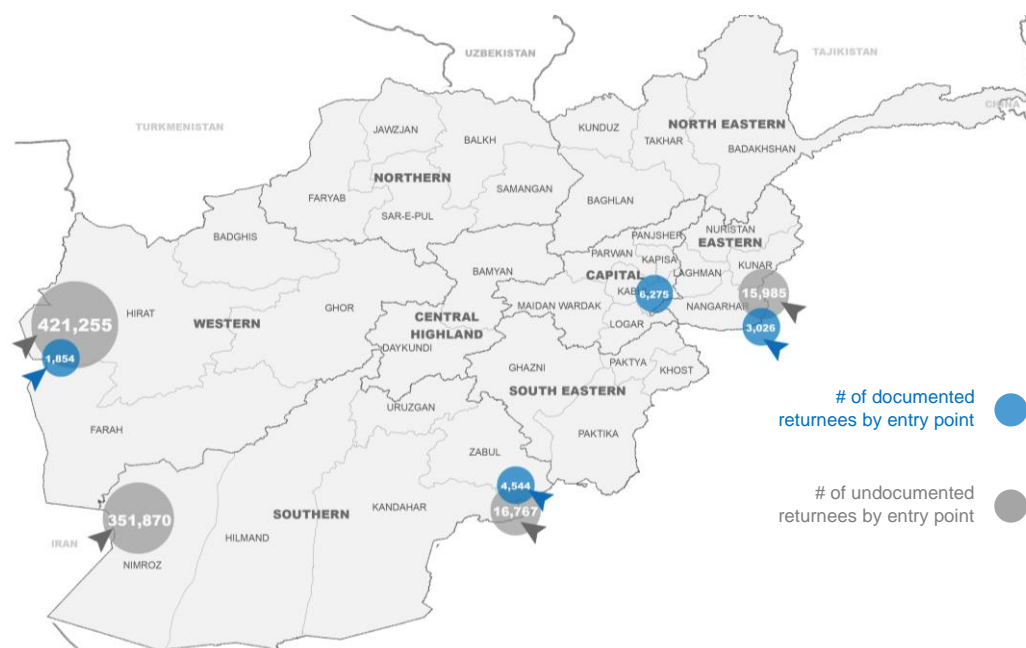 UZBEKISTAN
TAJIKISTAN
CHINA
TURKMENISTAN
JAWZJAN
BALKH
KUNDUZ
NORTH EASTERN
TAKHAR
BADAKHSHAN
NORTHERN
FARYAB
SAMANGAN
BAGHLAN
SAR-E-PUL
BADGHIS
PANJSHER
NURISTAN
EASTERN
PARWAN
KAPISA
KUNAR
BAMYAN
CAPITAL
LAGHMAN
6,275
15,985
HIRAT
GHOR
MAIDAN WARDAK
NANGARHAR
421,255
WESTERN
CENTRAL
HIGHLAND
LOGAR
3,026
1,854
DAYKUNDI
GHAZNI
PAKTYA
KHOST
SOUTH EASTERN
# of documented
returnees by entry point
URUZGAN
FARAH
PAKTIKA
ZABUL
4,544
# of undocumented
returnees by entry point
351,870
SOUTHERN
KANDAHAR
16,767
IRAN
HILMAND
NIMROZ